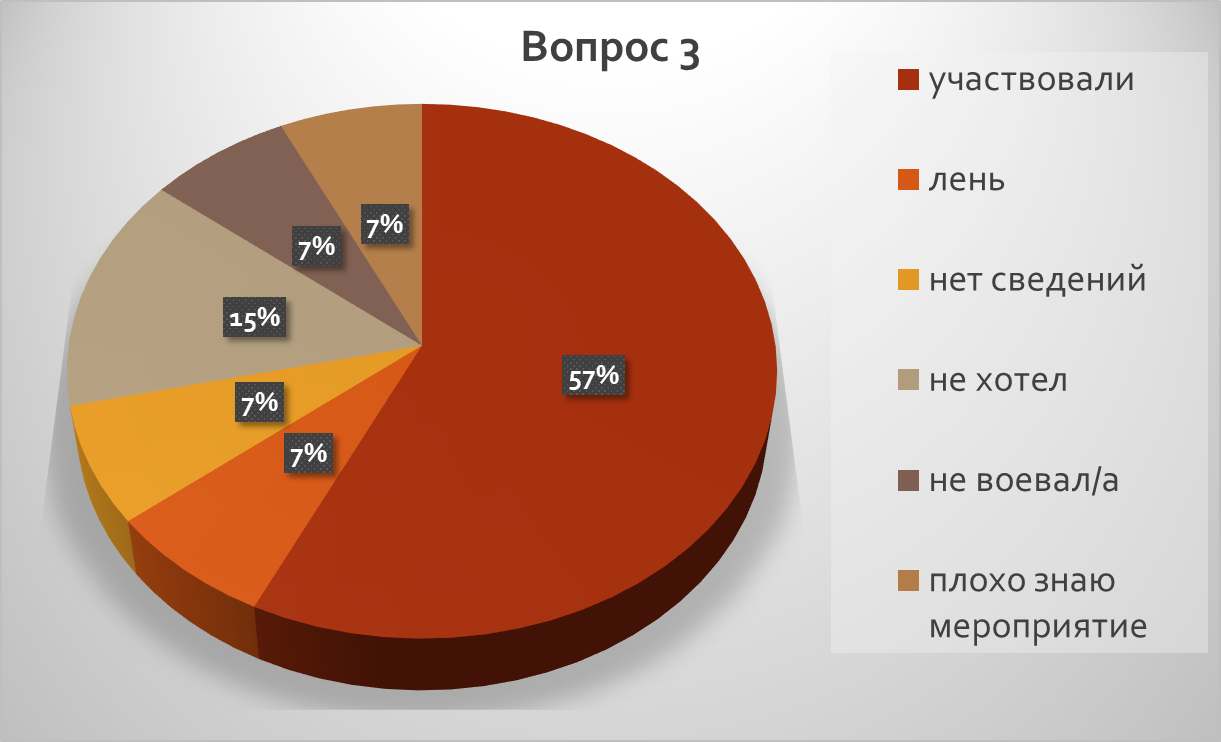 Вопрос 3
участвовали
лень
нет сведений
не хотел
не воевал/а
плохо знаю
мероприятие
7%
7%
15%
57%
7%
7%